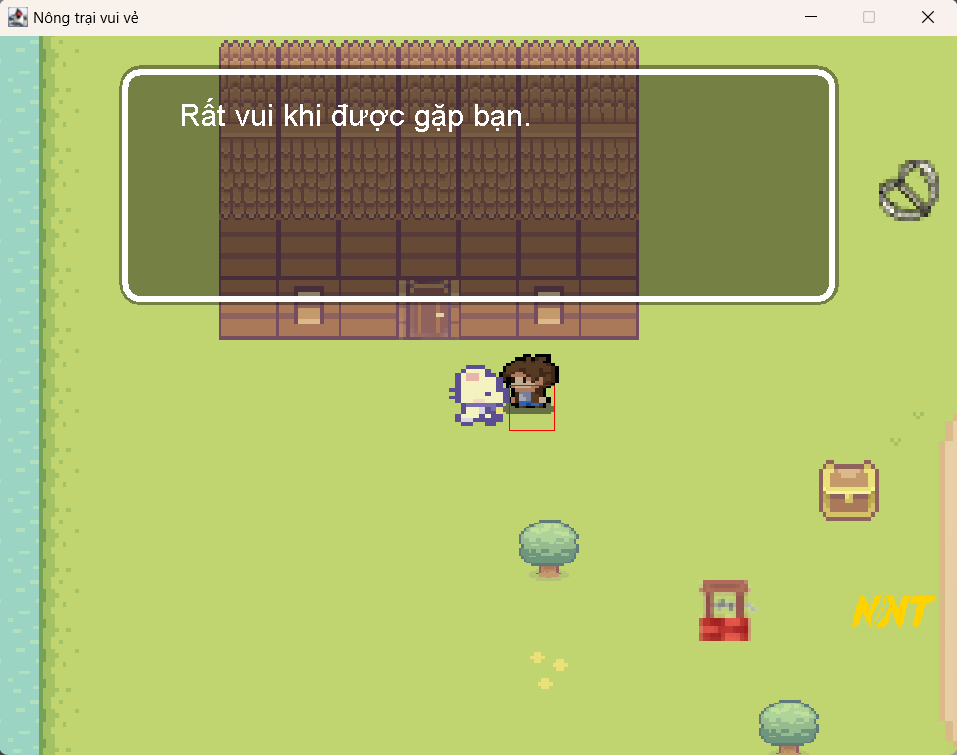 Nông trại vui vẻ
Rất vui khi được gặp bạn.
NNT